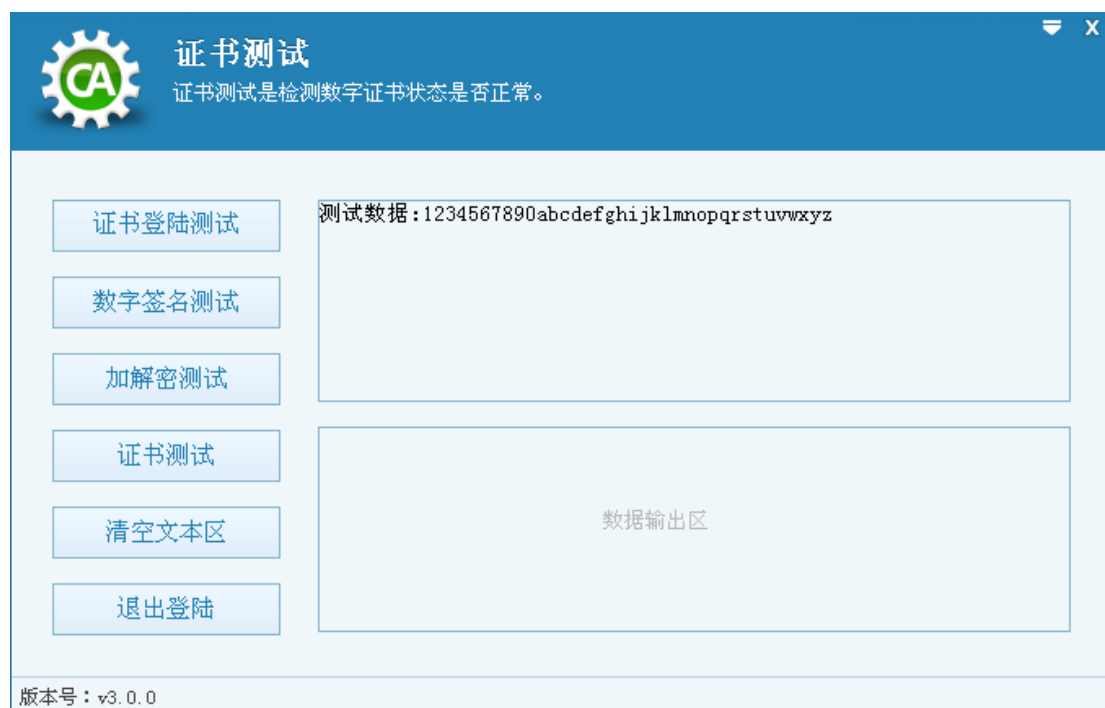 CA
证书测试
证书测试是检测数字证书状态是否正常。
X
证书登陆测试
测试数据:1234567890abcdefghijklmnopqrstuvwxyz
数字签名测试
加解密测试
证书测试
清空文本区
数据输出区
退出登陆
版本号:v3.0.0